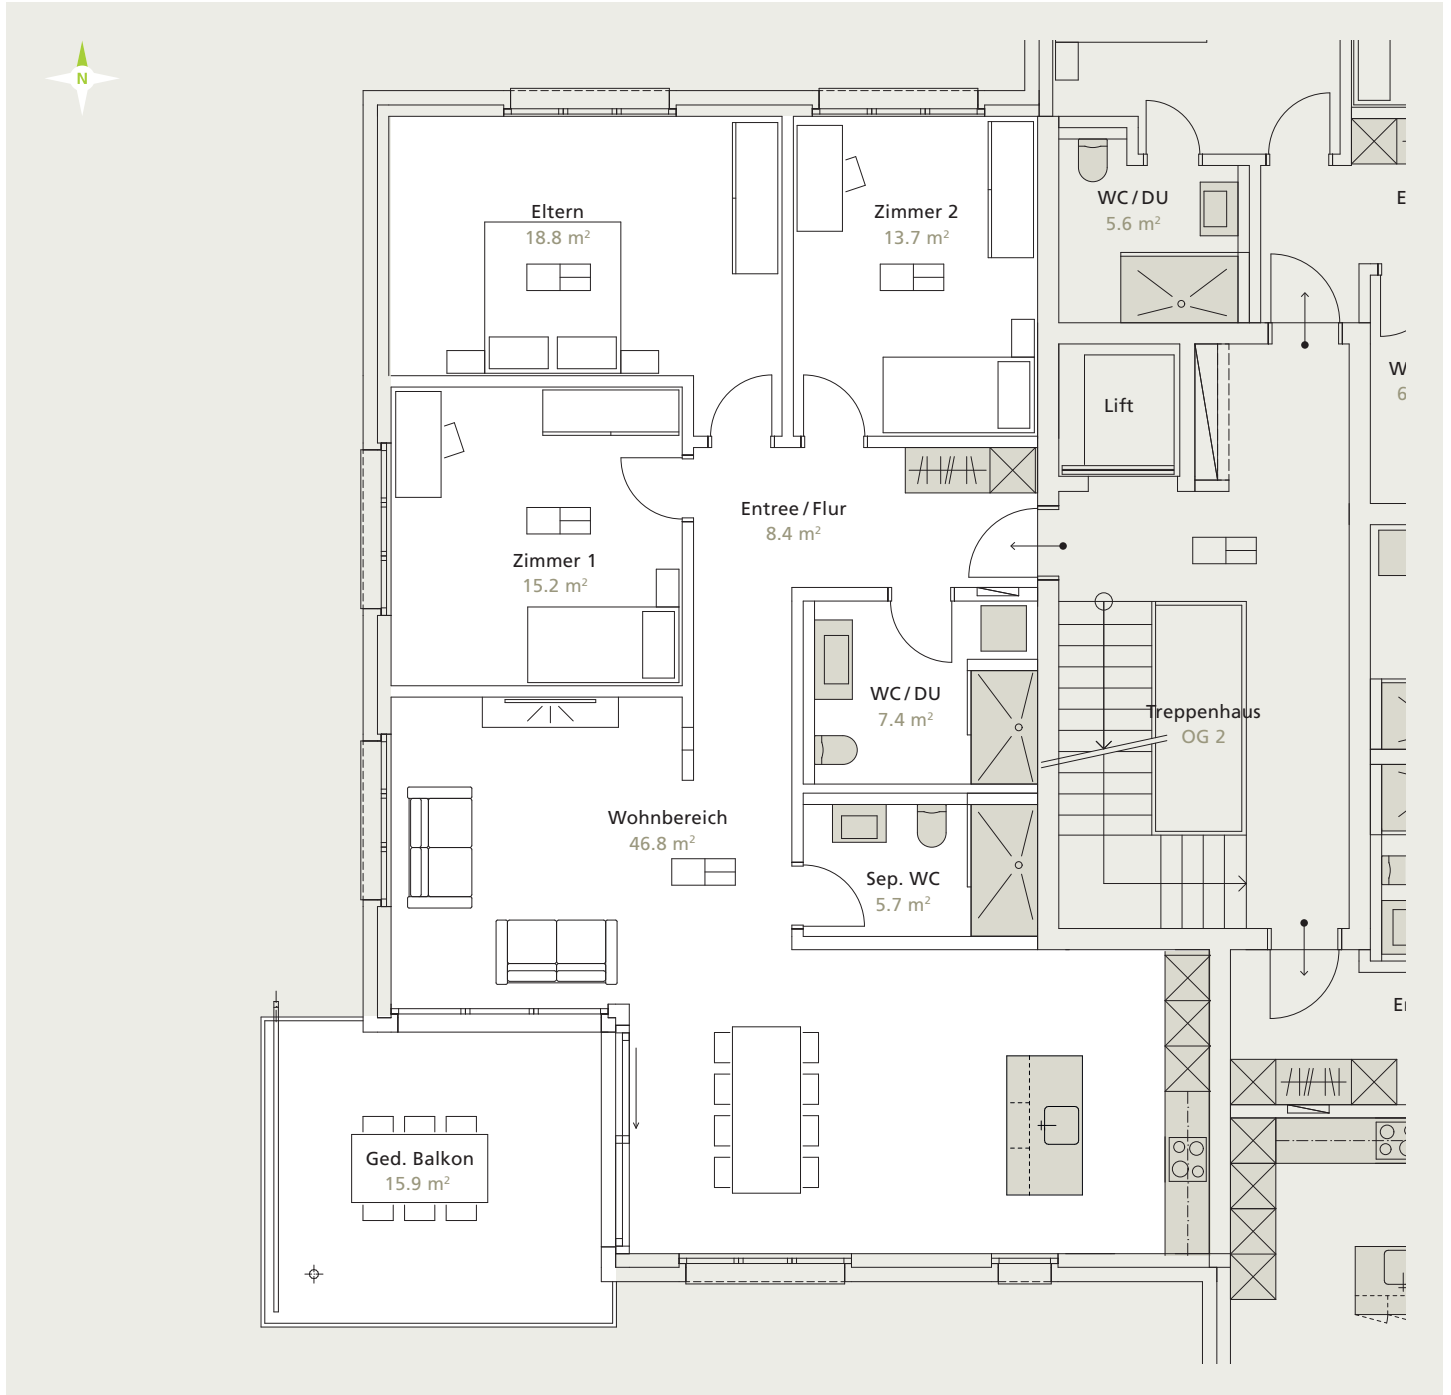 N
Eltern
18.8 m²
Zimmer 2
13.7 m²
WC/DU
5.6 m²
E
Lift
W
6
Entree/Flur
8.4 m²
Zimmer 1
15.2 m²
WC/DU
7.4 m²
Treppenhaus
OG 2
Wohnbereich
46.8 m²
Sep. WC
5.7 m²
Ged. Balkon
15.9 m²